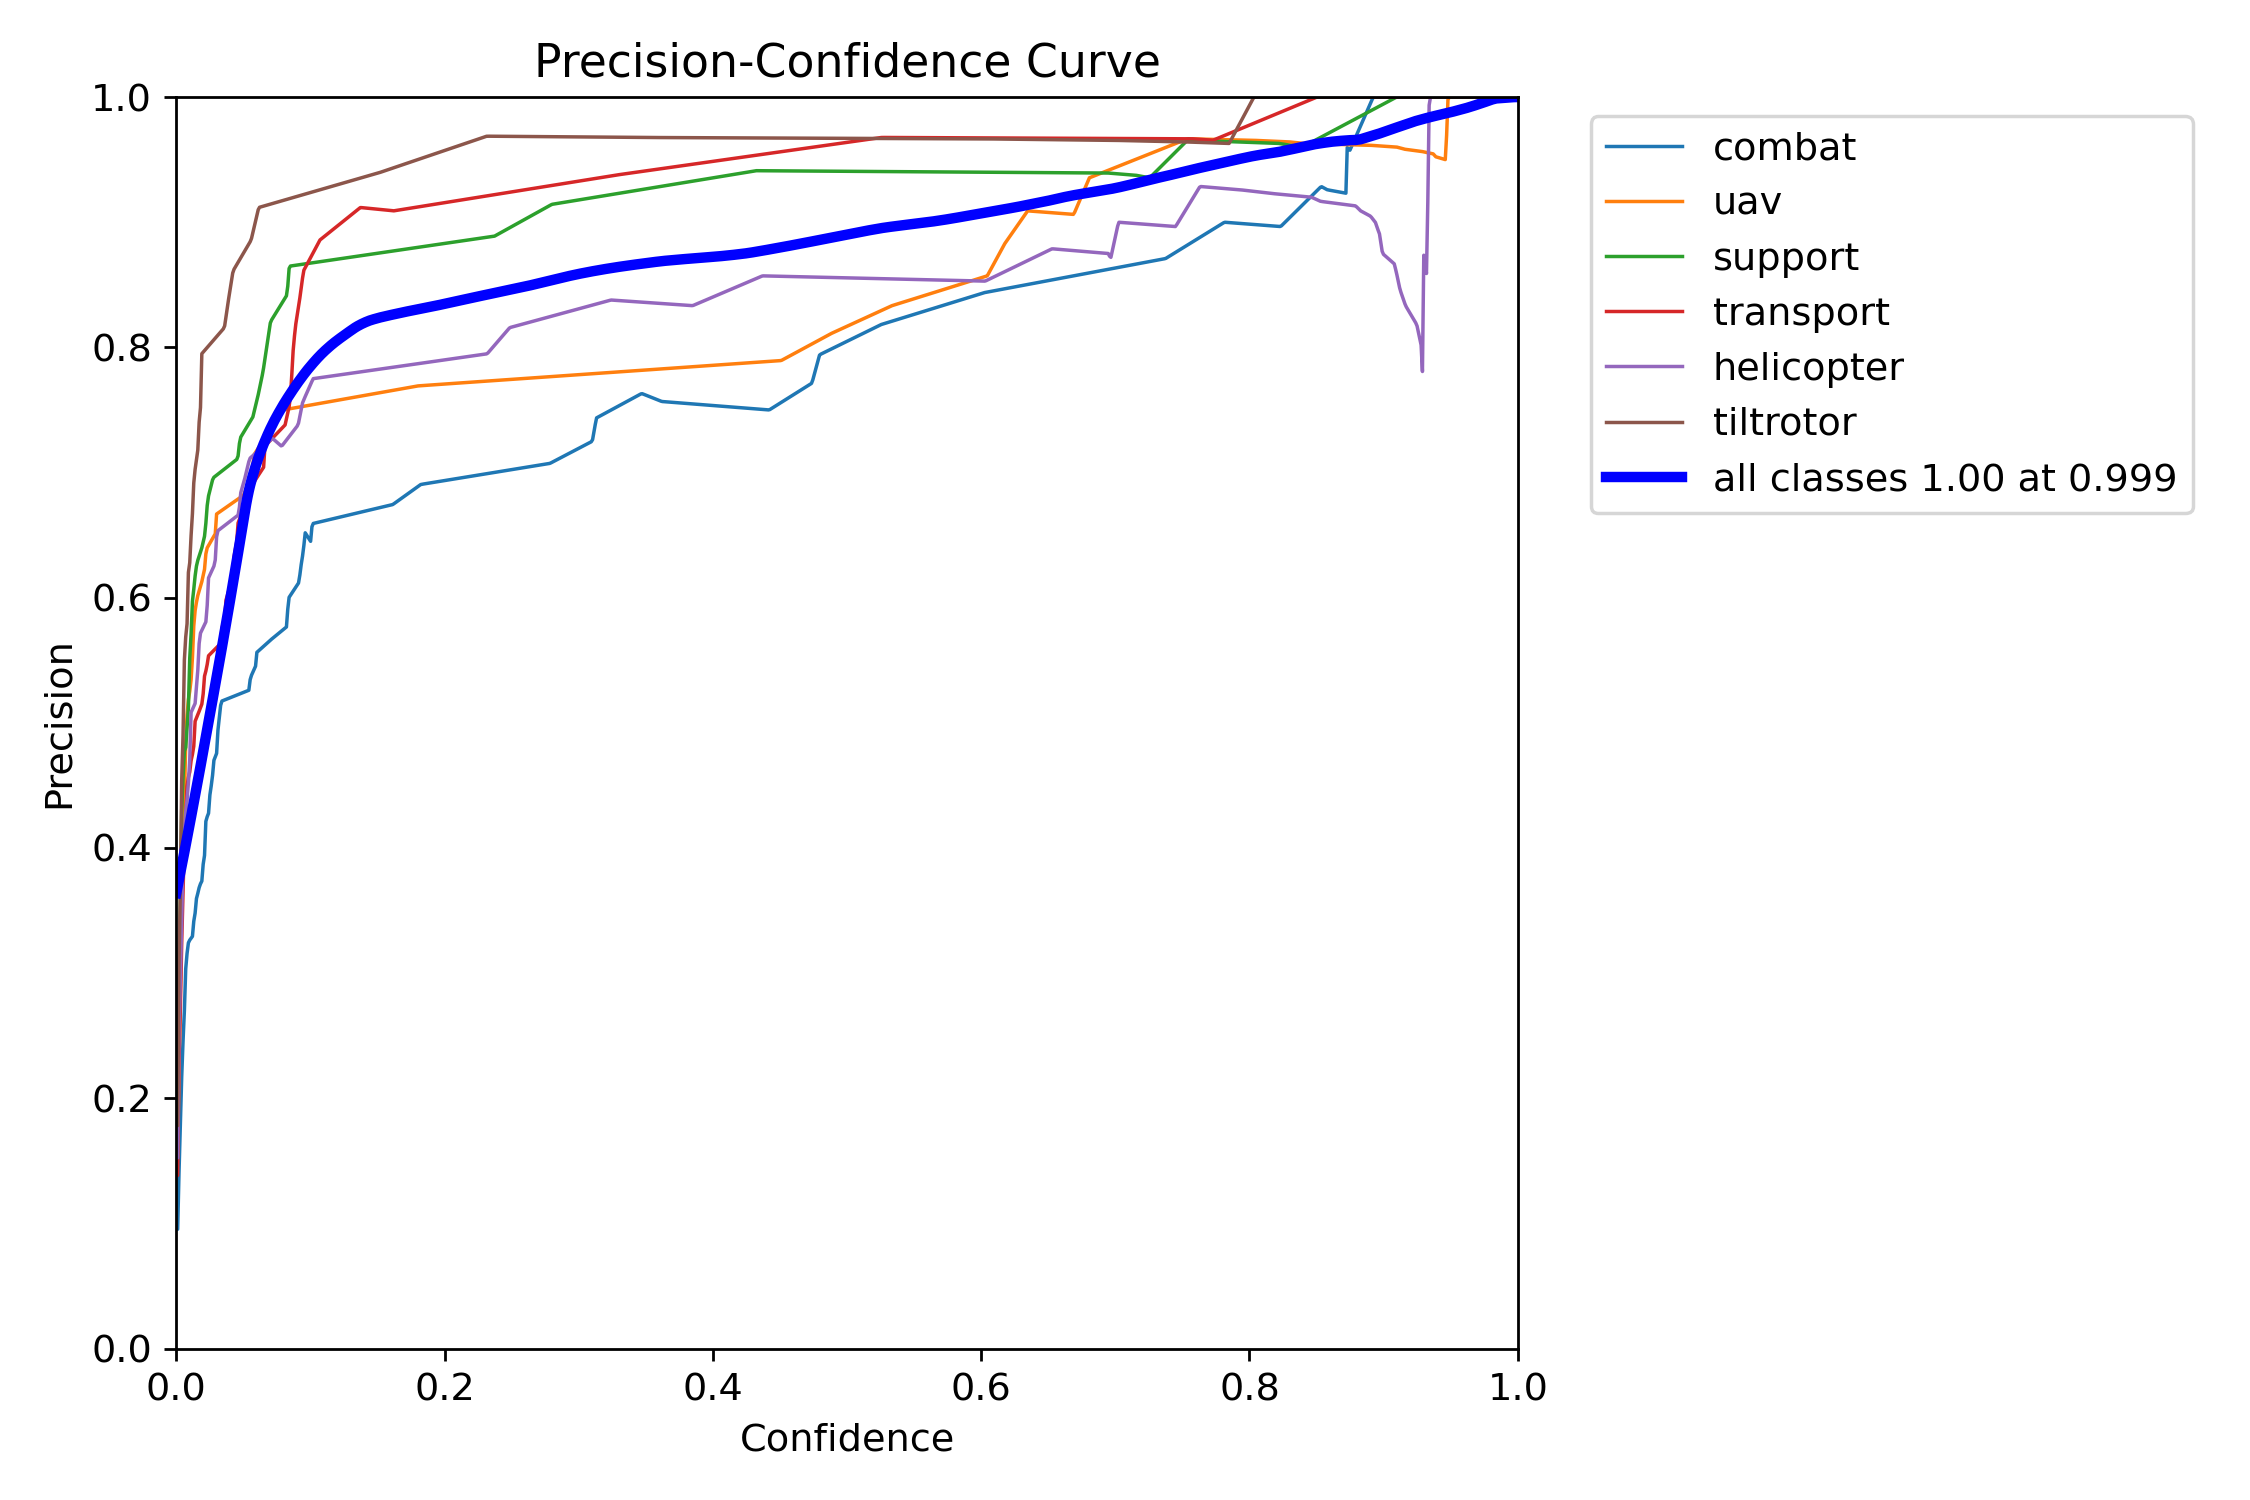 Precision-Confidence Curve
1.0
0.8
0.6
0.4
0.2
0.0
Precision
0.0 0.2 0.4 0.6 0.8 1.0
Confidence
combat
uav
support
transport
helicopter
tiltrotor
all classes 1.00 at 0.999